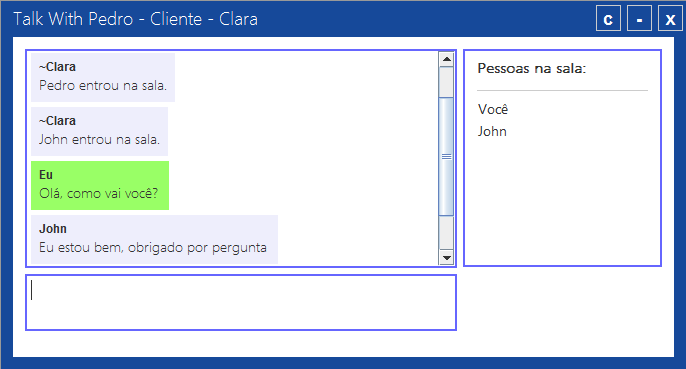 Talk With Pedro - Cliente - Clara
c - x
~Clara
Pedro entrou na sala.
~Clara
John entrou na sala.
Eu
Olá, como vai você?
John
Eu estou bem, obrigado por pergunta
Pessoas na sala:
Você
John